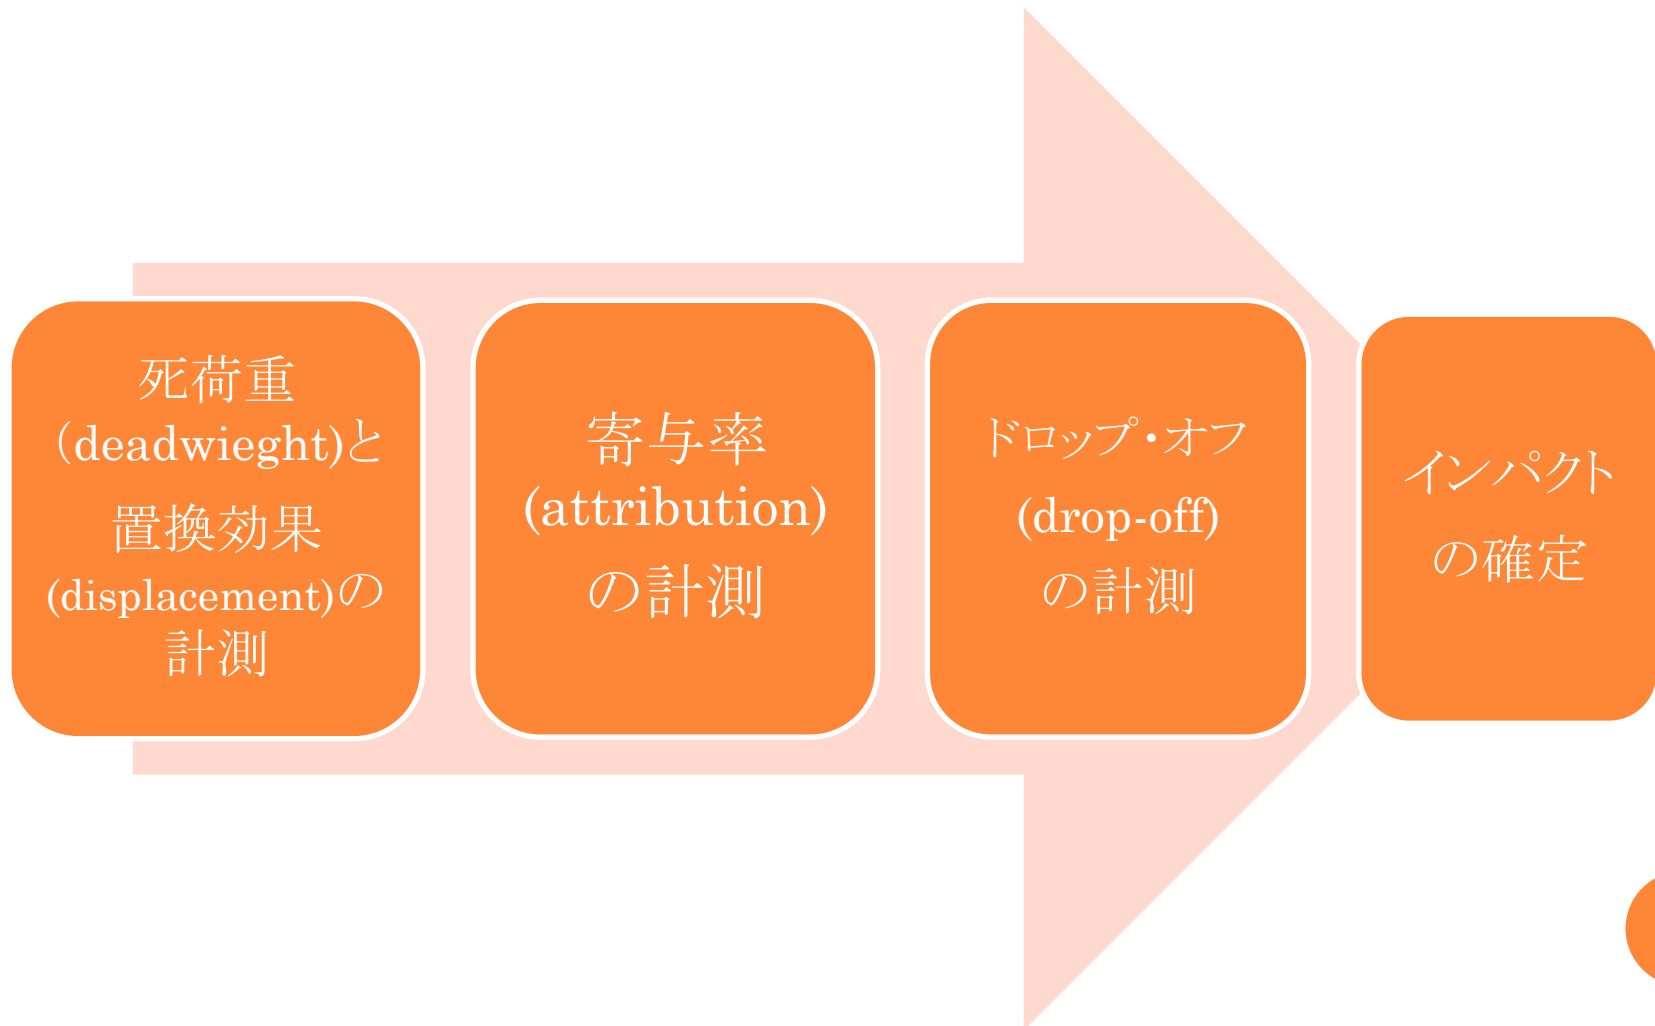 死荷重
（deadwieght)と
置換効果
(displacement)の
計測
寄与率
(attribution)
の計測
ドロップ・オフ
(drop-off)
の計測
インパクト
の確定